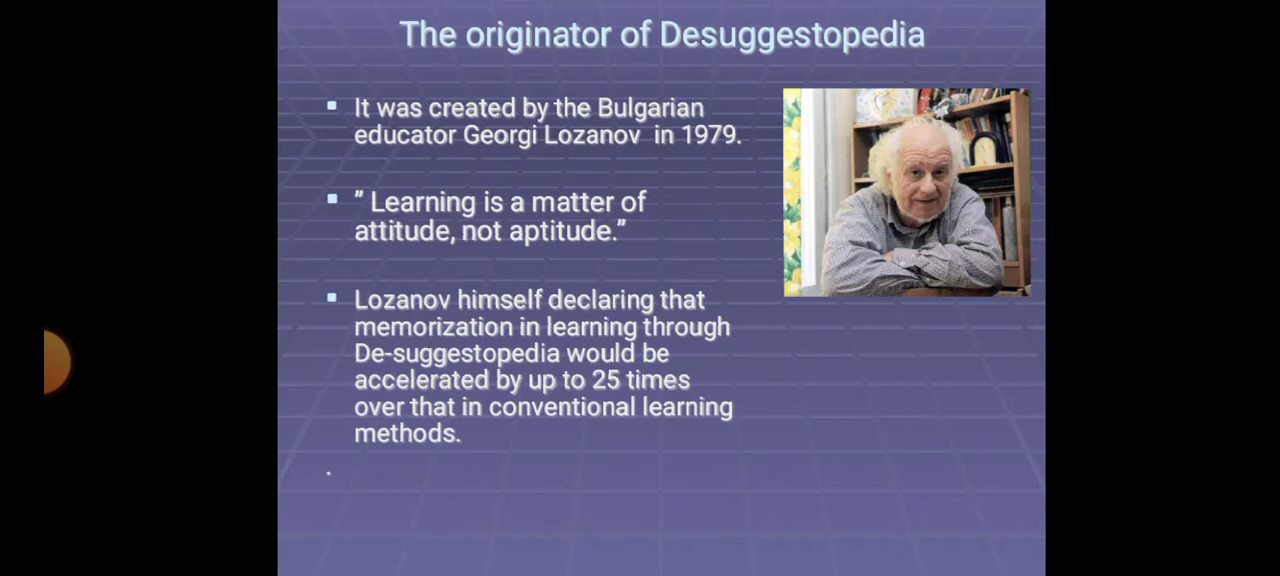 The originator of Desuggestopedia
▪ It was created by the Bulgarian
educator Georgi Lozanov in 1979.
▪ ” Learning is a matter of
attitude, not aptitude.”
▪ Lozanov himself declaring that
memorization in learning through
De-suggestopedia would be
accelerated by up to 25 times
over that in conventional learning
methods.
.